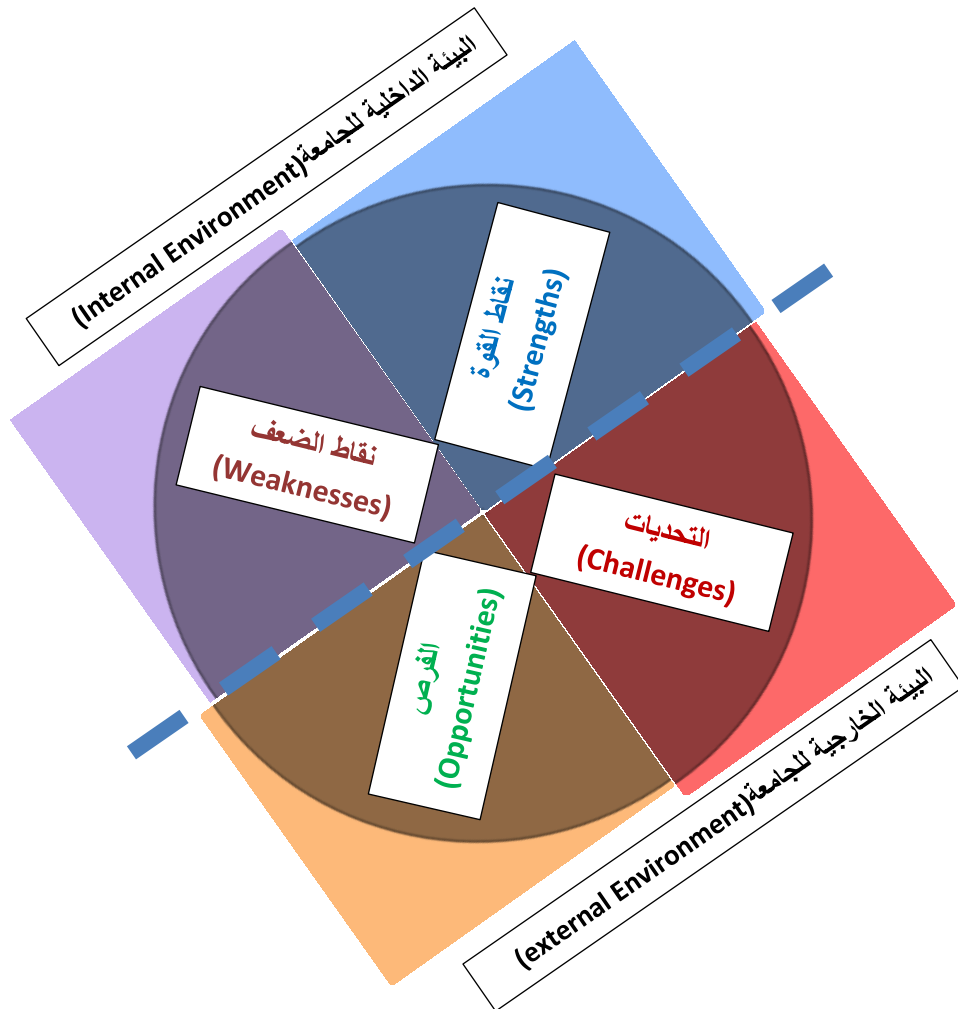 البيئة الداخلية للجامعة(Internal Environment)
نقاط القوة
(Strengths)
نقاط الضعف
(Weaknesses)
التحديات
(Challenges)
الفرص
(Opportunities)
البيئة الخارجية للجامعة(external Environment)